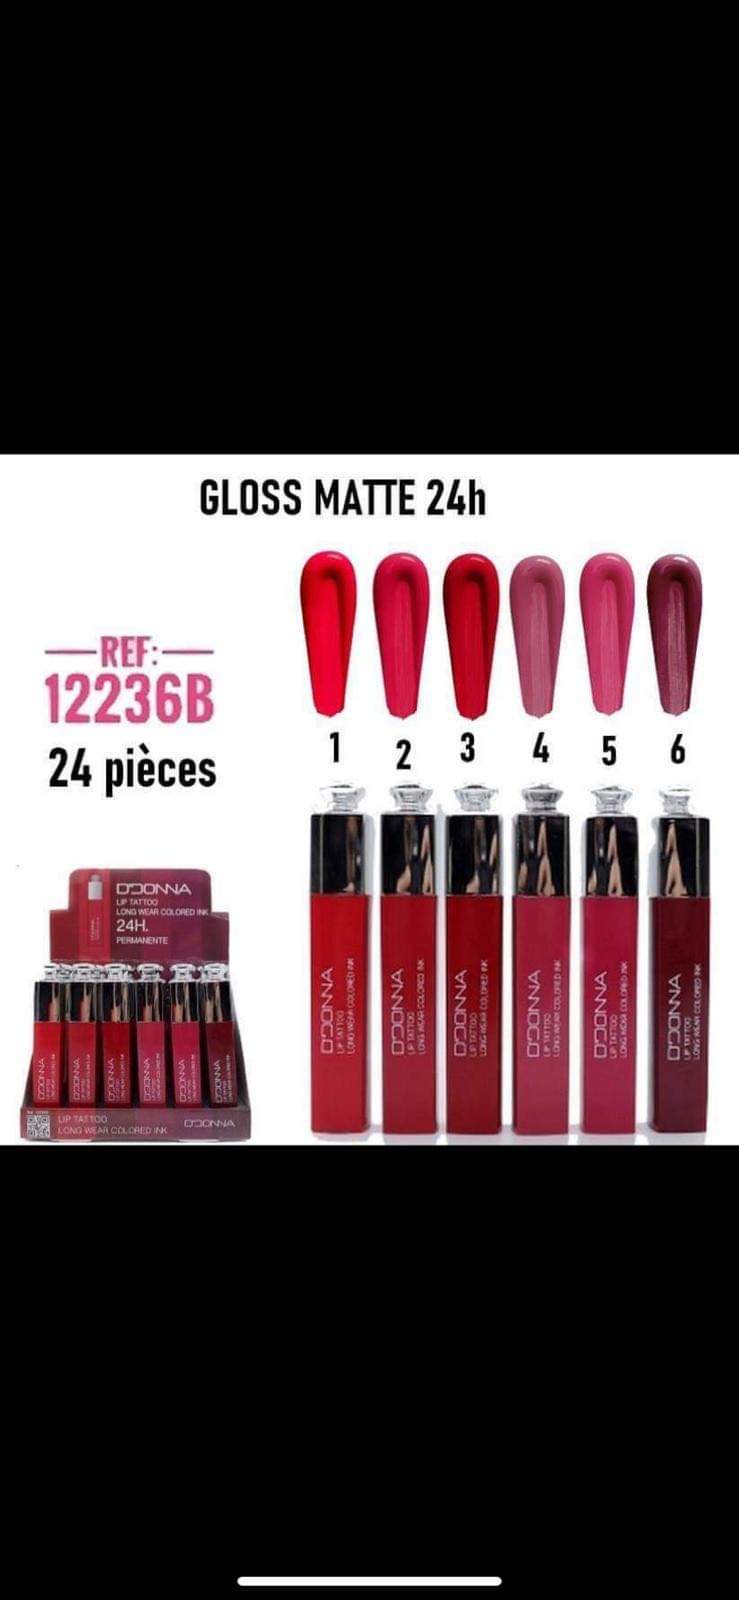 GLOSS MATTE 24h
REF:
12236B
24 pièces
1
2
3
4
5
6
D'DONNA
LIP TATTOO
LONG WEAR COLORED INK
24H.
PERMANENTE
D'DONNA
LIP TATTOO
LONG WEAR COLORED INK
D'DONNA
LIP TATTOO
LONG WEAR COLORED INK
D'DONNA
LIP TATTOO
LONG WEAR COLORED INK
D'DONNA
LIP TATTOO
LONG WEAR COLORED INK
D'DONNA
LIP TATTOO
LONG WEAR COLORED INK
D'DONNA
LIP TATTOO
LONG WEAR COLORED INK
LIP TATTOO
LONG WEAR COLORED INK
D'DONNA